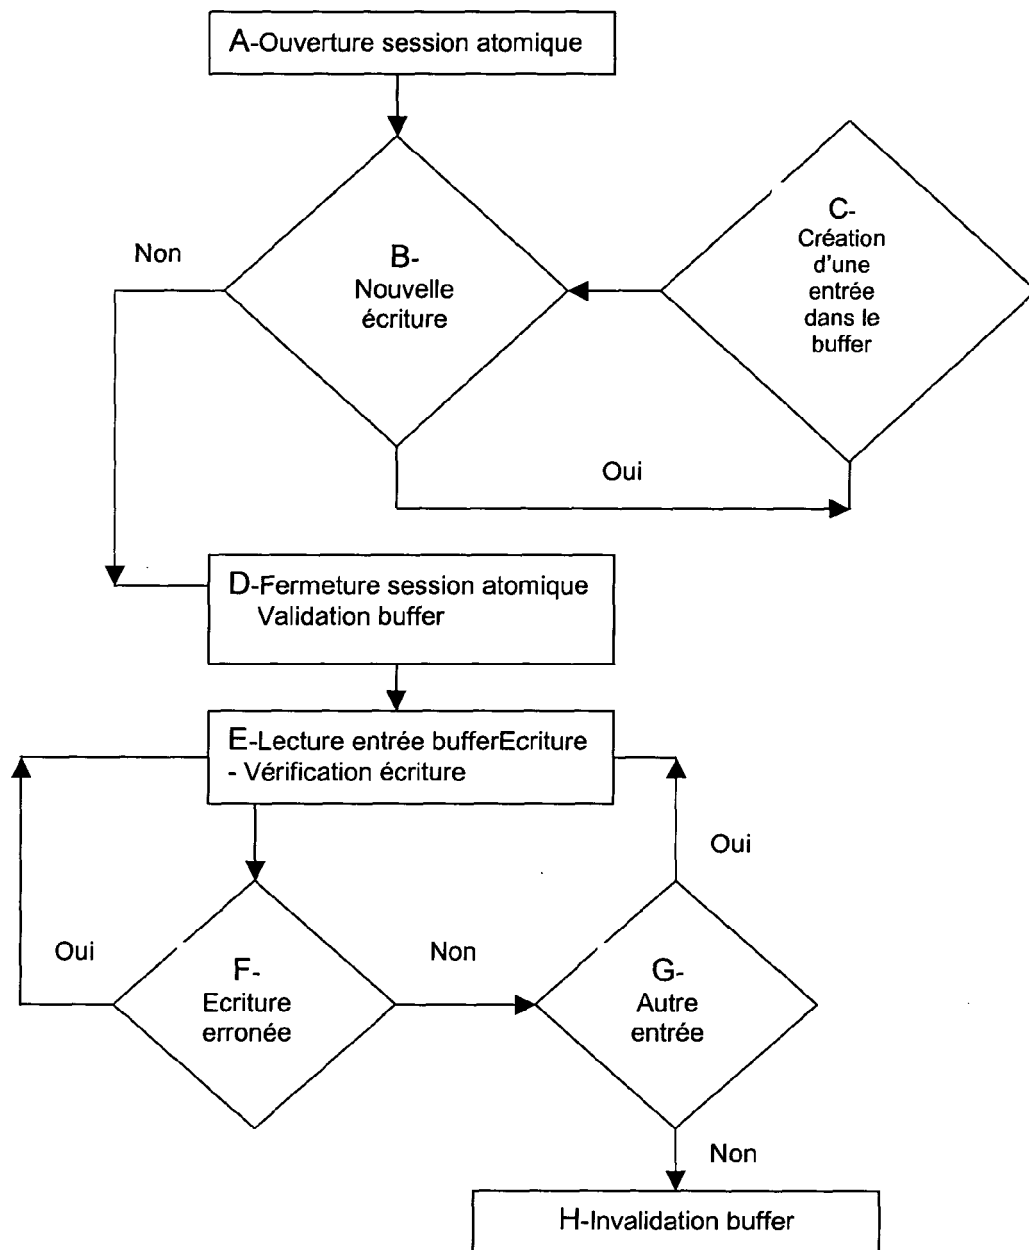 A-Ouverture session atomique
Non
B-
Nouvelle
écriture
C-
Création
d'une
entrée
dans le
buffer
Oui
D-Fermeture session atomique
Validation buffer
E-Lecture entrée bufferEcriture
- Vérification écriture
Oui
Oui
F-
Ecriture
erronée
Non
G-
Autre
entrée
Non
H-Invalidation buffer